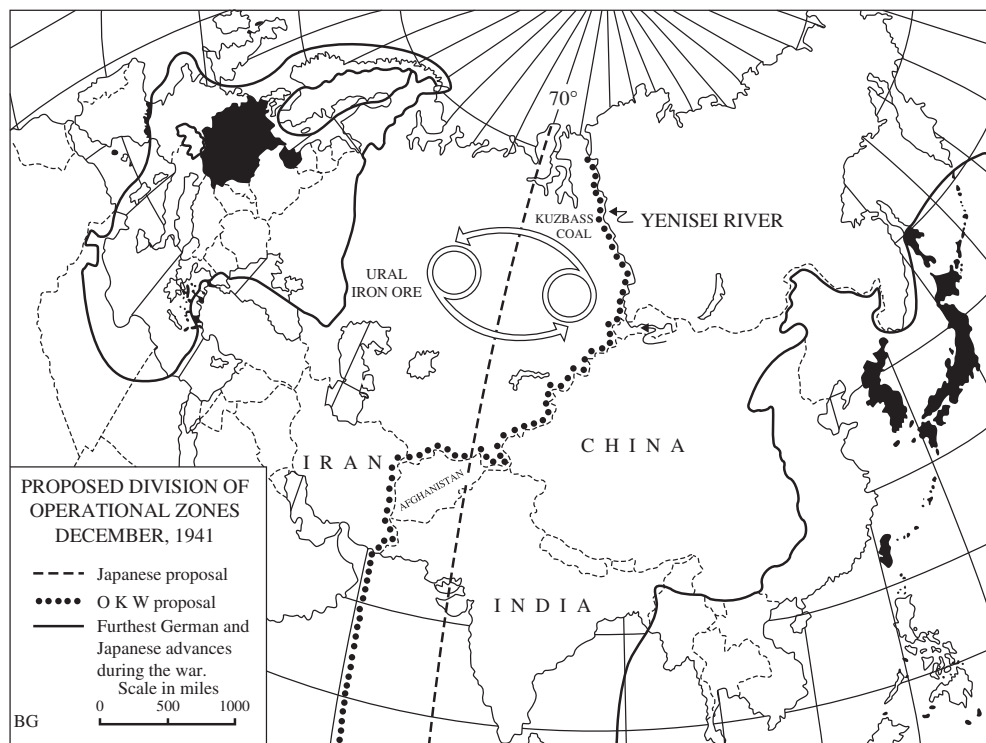 70°
KUZBASS
COAL
YENISEI RIVER
URAL
IRON ORE
CHINA
IRAN
AFGHANISTAN
INDIA
PROPOSED DIVISION OF
OPERATIONAL ZONES
DECEMBER, 1941
Japanese proposal
O K W proposal
Furthest German and
Japanese advances
during the war.
Scale in miles
0 500 1000
BG